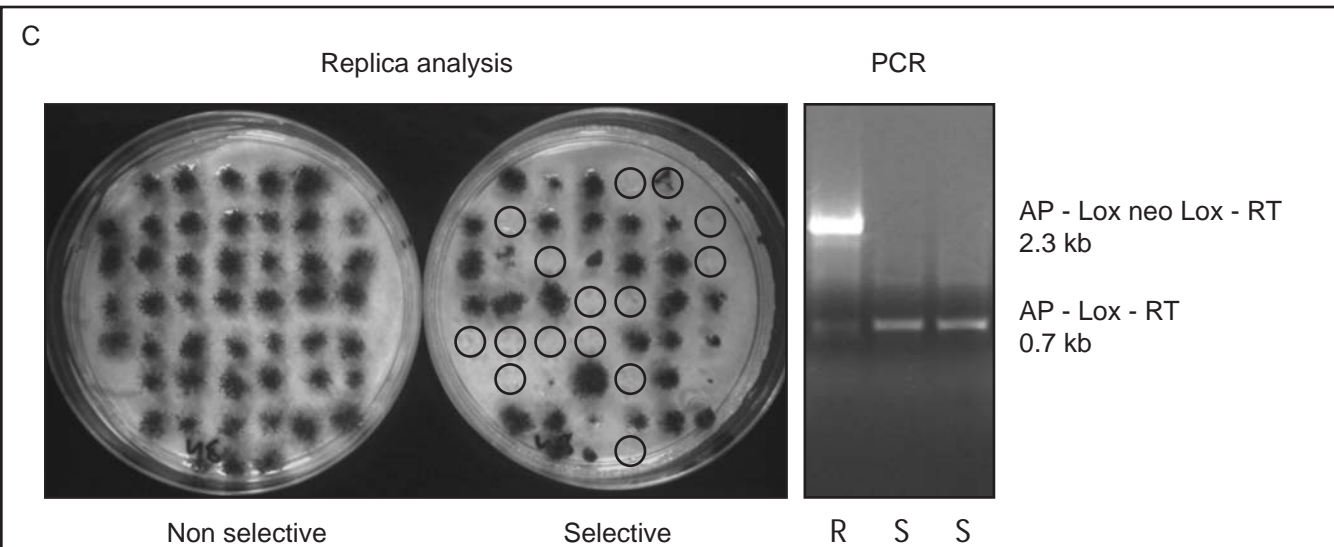 C
Replica analysis
PCR
AP - Lox neo Lox - RT
2.3 kb
AP - Lox - RT
0.7 kb
Non selective
Selective
R S S